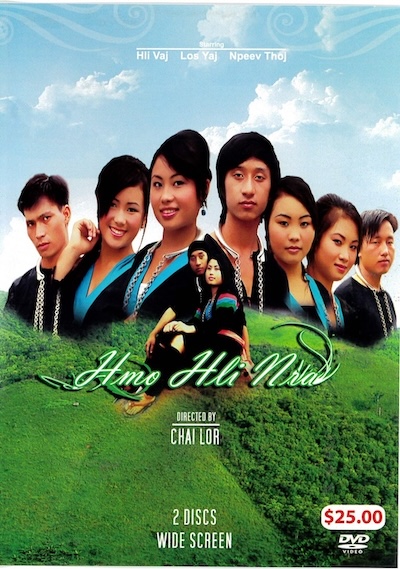 Starring
Hli Vaj Los Yaj Npeev Thoj
Hmo Hli Nra
DIRECTED BY
CHAI LOR
2 DISCS
WIDE SCREEN
$25.00
DVD
VIDEO